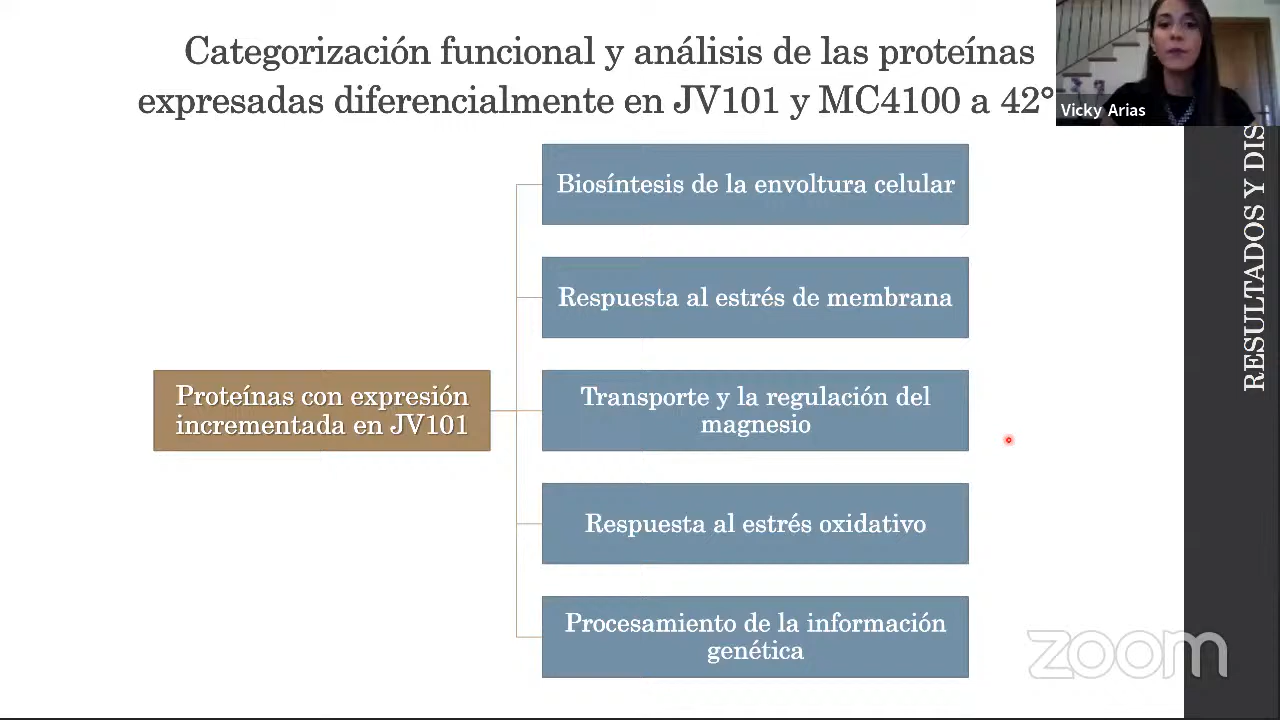 Categorización funcional y análisis de las proteínas
expresadas diferencialmente en JV101 y MC4100 a 42°
Vicky Arias
RESULTADOS Y DIS
Biosíntesis de la envoltura celular
Respuesta al estrés de membrana
Proteínas con expresión
incrementada en JV101
Transporte y la regulación del
magnesio
Respuesta al estrés oxidativo
Procesamiento de la información
genética
zoom